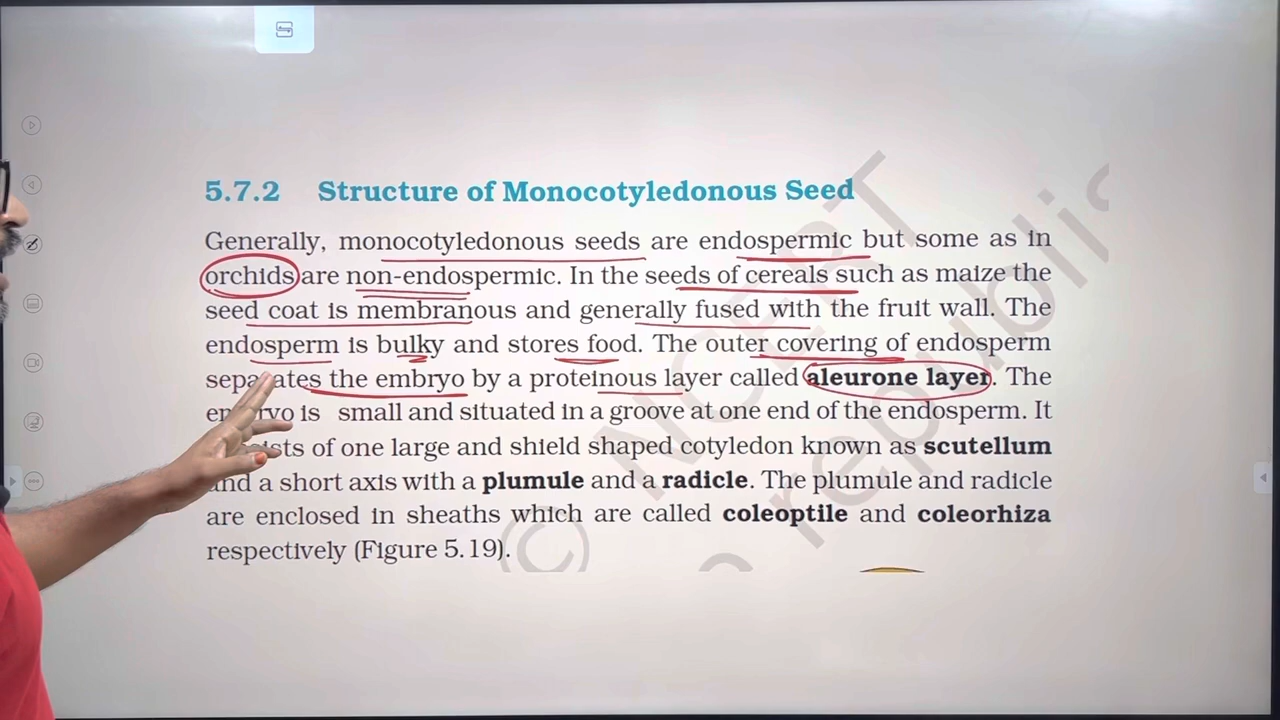 5.7.2 Structure of Monocotyledonous Seed
Generally, monocotyledonous seeds are endospermic but some as in
orchids are non-endospermic. In the seeds of cereals such as maize the
seed coat is membranous and generally fused with the fruit wall. The
endosperm is bulky and stores food. The outer covering of endosperm
separates the embryo by a proteinous layer called aleurone layer. The
is small and situated in a groove at one end of the endosperm. It
of one large and shield shaped cotyledon known as scutellum
and a short axis with a plumule and a radicle. The plumule and radicle
are enclosed in sheaths which are called coleoptile and coleorhiza
respectively (Figure 5.19).
© NCERT
republis